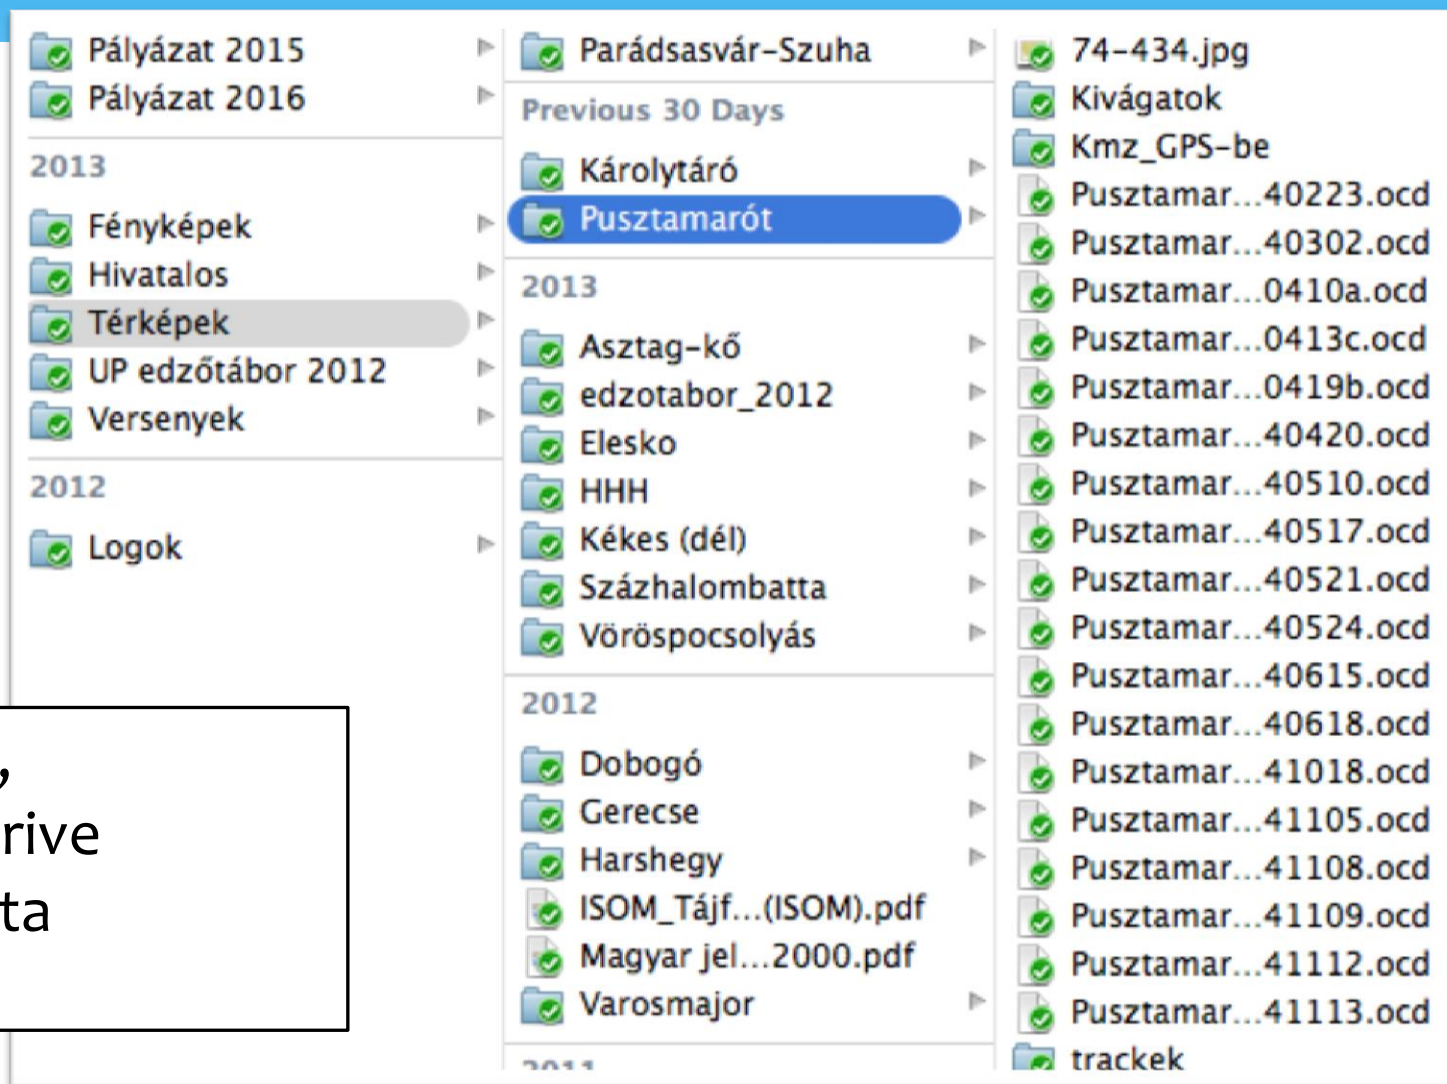 Pályázat 2015
Pályázat 2016
2013
Fényképek
Hivatalos
Térképek
UP edzőtábor 2012
Versenyek
2012
Logok
,
rive
ta
Parádsasvár-Szuha
Previous 30 Days
Károlytáró
Pusztamarót
2013
Asztag-kő
edzotabor_2012
Elesko
HHH
Kékes (dél)
Százhalombatta
Vöröspocsolyás
2012
Dobogó
Gerecse
Harshegy
ISOM_Tájf...(ISOM).pdf
Magyar jel...2000.pdf
Varosmajor
2011
74-434.jpg
Kivágatok
Kmz_GPS-be
Pusztamar...40223.ocd
Pusztamar...40302.ocd
Pusztamar...0410a.ocd
Pusztamar...0413c.ocd
Pusztamar...0419b.ocd
Pusztamar...40420.ocd
Pusztamar...40510.ocd
Pusztamar...40517.ocd
Pusztamar...40521.ocd
Pusztamar...40524.ocd
Pusztamar...40615.ocd
Pusztamar...40618.ocd
Pusztamar...41018.ocd
Pusztamar...41105.ocd
Pusztamar...41108.ocd
Pusztamar...41109.ocd
Pusztamar...41112.ocd
Pusztamar...41113.ocd
trackek